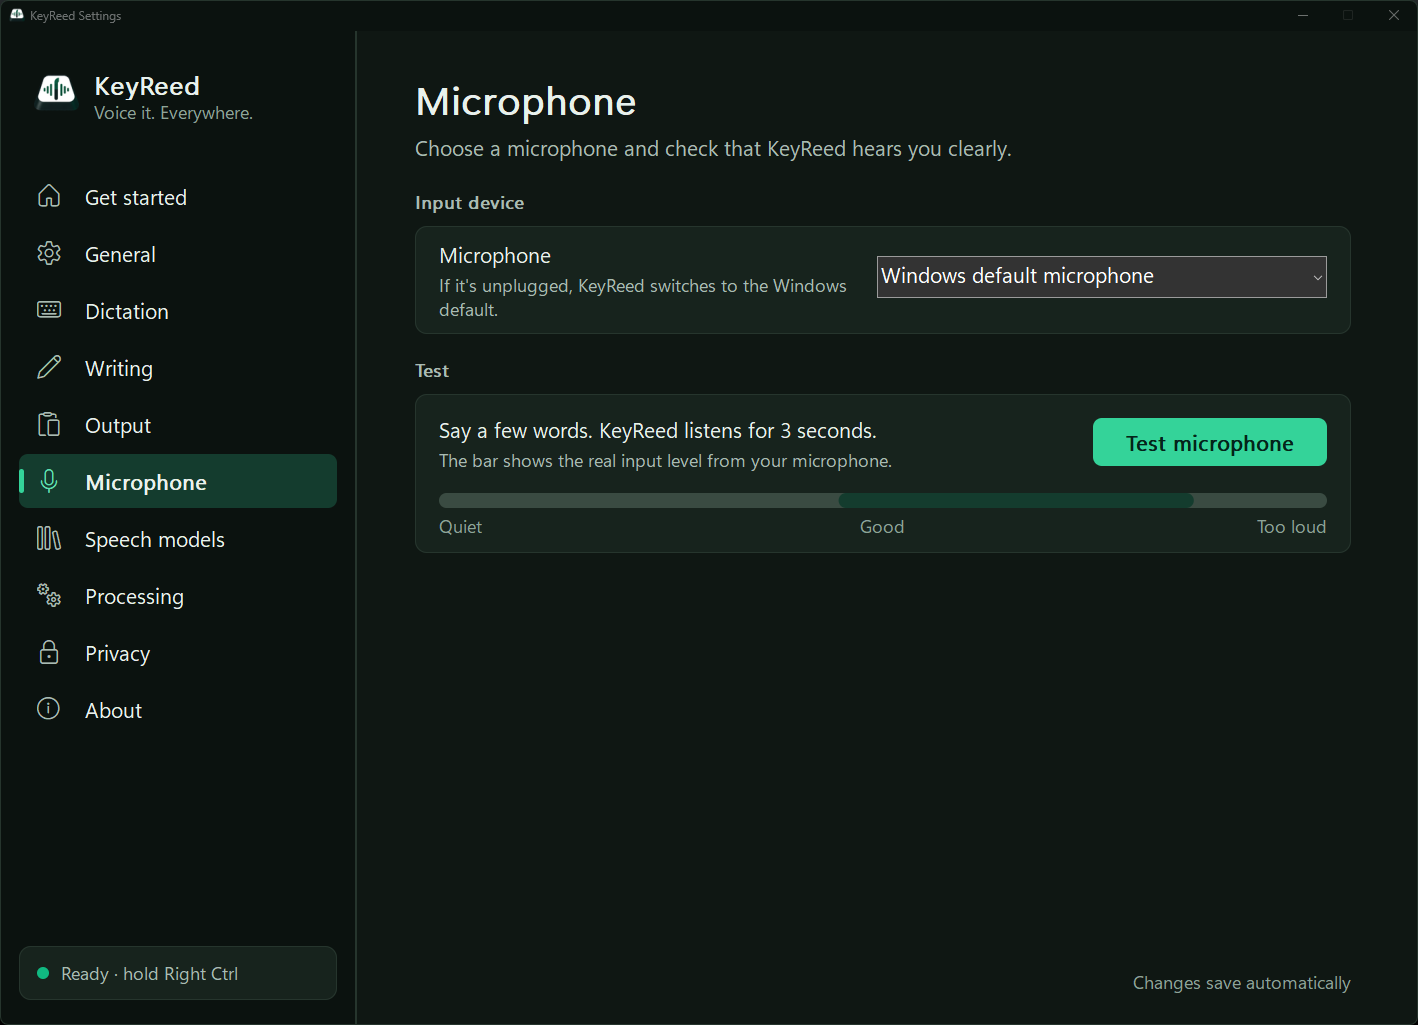 KeyReed Settings
KeyReed
Voice it. Everywhere.
Get started
General
Dictation
Writing
Output
Microphone
Speech models
Processing
Privacy
About
Ready · hold Right Ctrl
Microphone
Choose a microphone and check that KeyReed hears you clearly.
Input device
Microphone
If it's unplugged, KeyReed switches to the Windows
default.
Windows default microphone
Test
Say a few words. KeyReed listens for 3 seconds.
The bar shows the real input level from your microphone.
Test microphone
Quiet
Good
Too loud
Changes save automatically